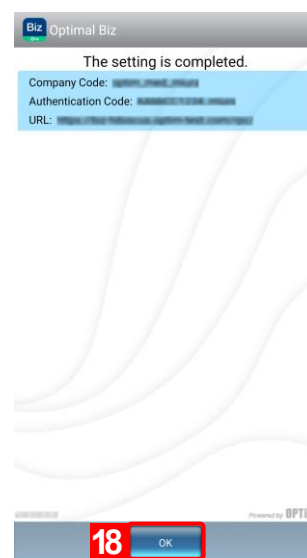 Biz
Optimal Biz
The setting is completed.
Company Code:
Authentication Code:
URL:
Powered by OPTi
18
OK